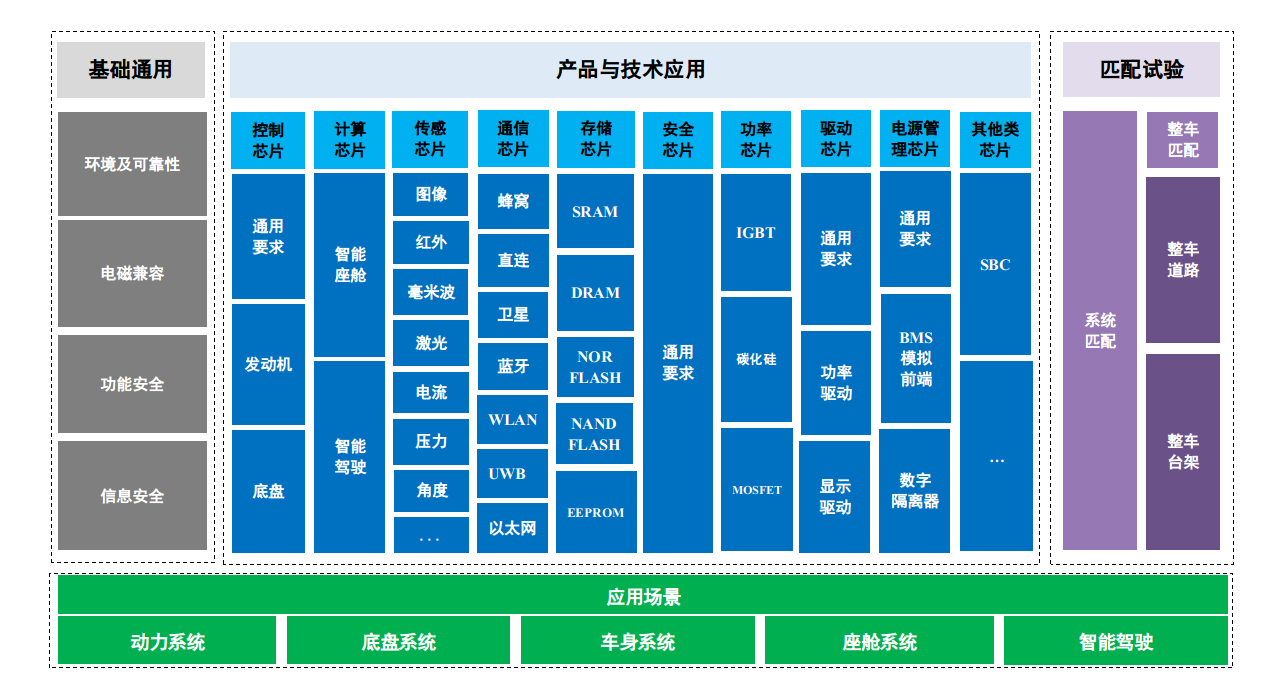 基础通用
环境及可靠性
电磁兼容
功能安全
信息安全
产品与技术应用
控制
芯片
通用
要求
发动机
底盘
计算
芯片
智能
座舱
智能
驾驶
传感
芯片
图像
红外
毫米波
激光
电流
压力
角度
...
通信
芯片
蜂窝
直连
卫星
蓝牙
WLAN
UWB
以太网
存储
芯片
SRAM
DRAM
NOR
FLASH
NAND
FLASH
EEPROM
安全
芯片
通用
要求
功率
芯片
IGBT
碳化硅
MOSFET
驱动
芯片
通用
要求
功率
驱动
显示
驱动
电源管
理芯片
通用
要求
BMS
模拟
前端
数字
隔离器
其他类
芯片
SBC
...
匹配试验
系统
匹配
整车
匹配
整车
道路
整车
台架
应用场景
动力系统
底盘系统
车身系统
座舱系统
智能驾驶